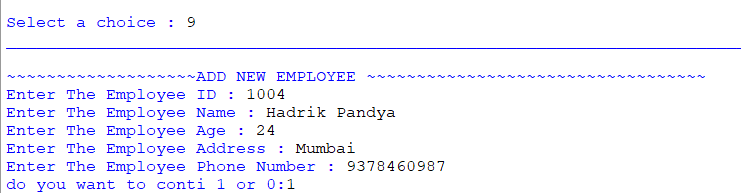 Select a choice : 9
~~~~~~~~~~~~~~~~~~~ADD NEW EMPLOYEE ~~~~~~~~~~~~~~~~~~~~~~~~~~~~~~~~~~
Enter The Employee ID : 1004
Enter The Employee Name : Hadrik Pandya
Enter The Employee Age : 24
Enter The Employee Address : Mumbai
Enter The Employee Phone Number : 9378460987
do you want to conti 1 or 0:1